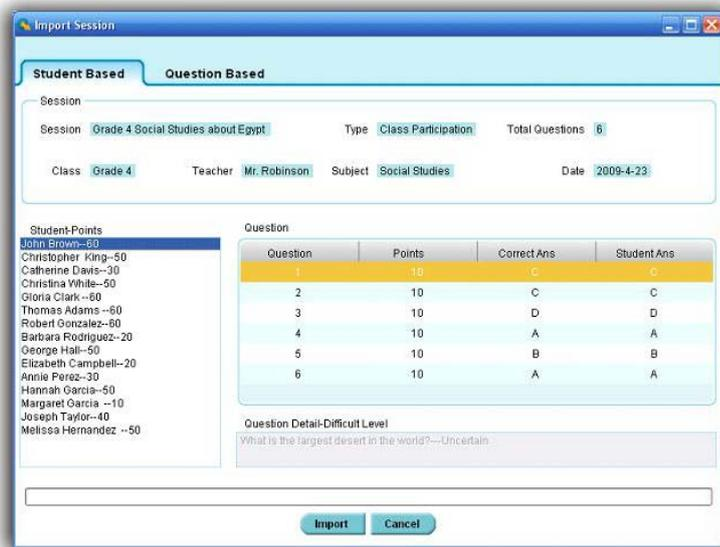 Import Session
Student Based Question Based
Session
Session Grade 4 Social Studies about Egypt Type Class Participation Total Questions 6
Class Grade 4 Teacher Mr. Robinson Subject Social Studies Date 2009-4-23
Student-Points
John Brown--60
Christopher King--50
Catherine Davis--30
Christina White--50
Gloria Clark --60
Thomas Adams --60
Robert Gonzalez--60
Barbara Rodriguez--20
George Hall--50
Elizabeth Campbell--20
Annie Perez--30
Hannah Garcia--50
Margaret Garcia --10
Joseph Taylor--40
Melissa Hernandez --50
Question
Question Points Correct Ans Student Ans
1 10 C C
2 10 C C
3 10 D D
4 10 A A
5 10 B B
6 10 A A
Question Detail-Difficult Level
What is the largest desert in the world?---Uncertain
Import Cancel